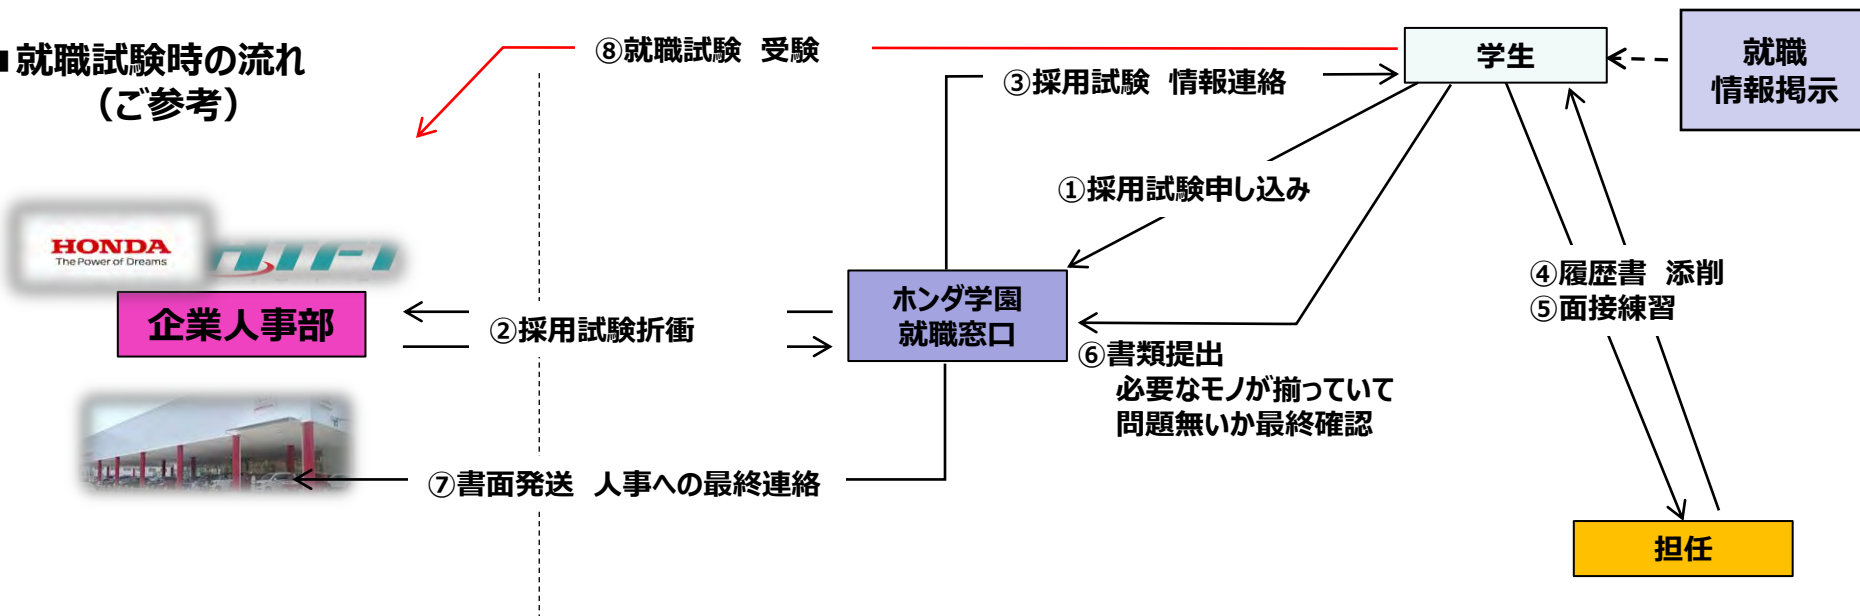 ■就職試験時の流れ
（ご参考）
⑧就職試験 受験
学生
就職
情報掲示
③採用試験 情報連絡
①採用試験申し込み
HONDA
The Power of Dreams
企業人事部
②採用試験折衝
ホンダ学園
就職窓口
④履歴書 添削
⑤面接練習
⑥書類提出
必要なモノが揃っていて
問題無いか最終確認
⑦書面発送 人事への最終連絡
担任